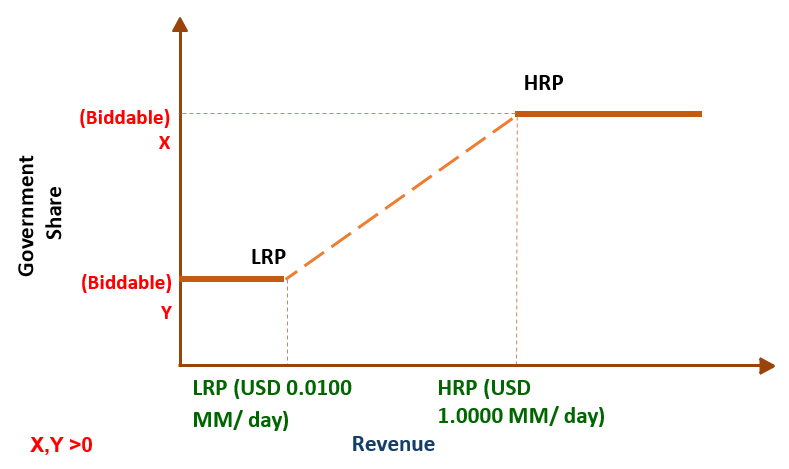 HRP
(Biddable)
X
Government
Share
LRP
(Biddable)
Y
LRP (USD 0.0100
MM/ day)
HRP (USD
1.0000 MM/ day)
X,Y >0
Revenue